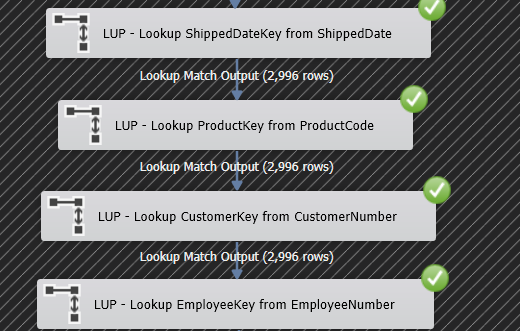 LUP - Lookup ShippedDateKey from ShippedDate
Lookup Match Output (2,996 rows)
LUP - Lookup ProductKey from ProductCode
Lookup Match Output (2,996 rows)
LUP - Lookup CustomerKey from CustomerNumber
Lookup Match Output (2,996 rows)
LUP - Lookup EmployeeKey from EmployeeNumber